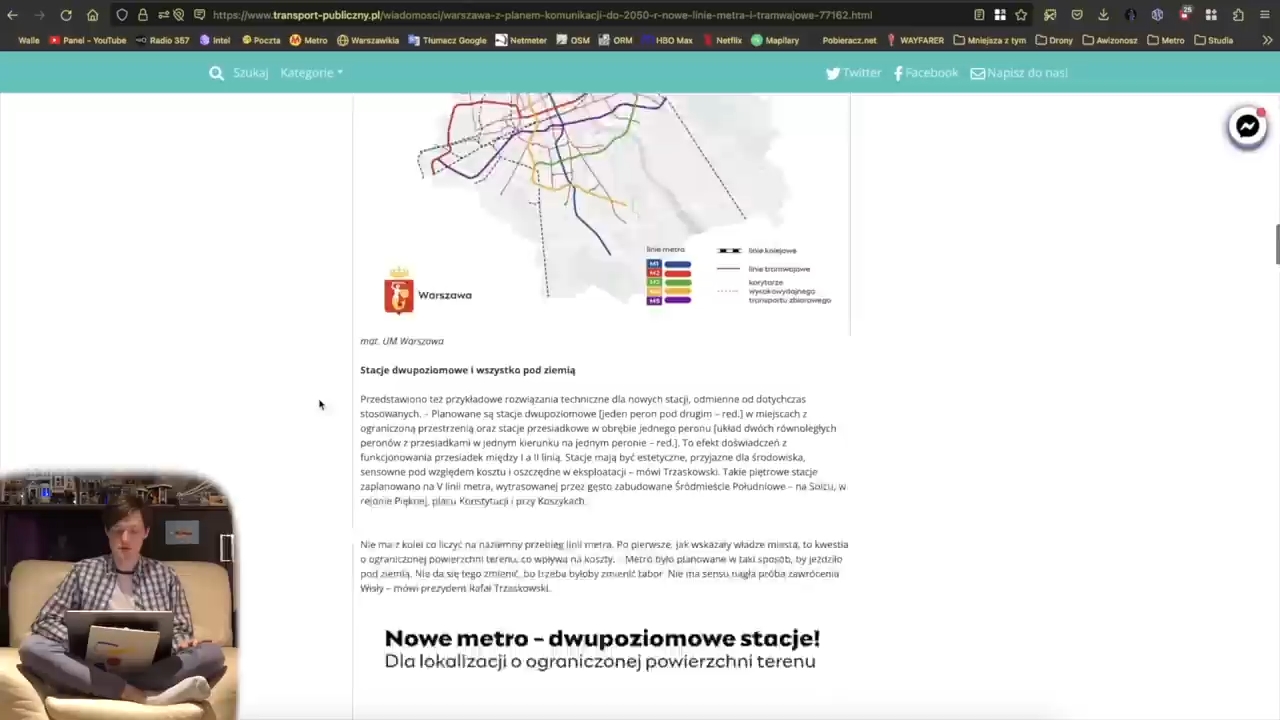 https://www.transport-publiczny.pl/wiadomosci/warszawa-z-planem-komunikacji-do-2050-r-nowe-linie-metra-i-tramwajowe-77162.html
Walle Panel - YouTube Radio 357 Intel Poczta Metro Warszawikia Tłumacz Google Netmeter OSM ORM HBO Max Netflix Mapillary Pobieracz.net WAYFARER Mniejsza z tym Drony Awizonosz Metro Studia
25
Szukaj Kategorie Twitter Facebook Napisz do nas!
linie metra
linie kolejowe
M1
M2
linie tramwajowe
M3
korytarze
wysokowydajnego
M5
transportu zbiorowego
Warszawa
mat. UM Warszawa
Stacje dwupoziomowe i wszystko pod ziemią
Przedstawiono też przykładowe rozwiązania techniczne dla nowych stacji, odmienne od dotychczas
stosowanych. - Planowane są stacje dwupoziomowe [jeden peron pod drugim – red.] w miejscach z
ograniczoną przestrzenią oraz stacje przesiadkowe w obrębie jednego peronu [układ dwóch równoległych
peronów z przesiadkami w jednym kierunku na jednym peronie – red.]. To efekt doświadczeń z
funkcjonowania przesiadek między I a II linią. Stacje mają być estetyczne, przyjazne dla środowiska,
sensowne pod względem kosztu i oszczędne w eksploatacji – mówi Trzaskowski. Takie piętrowe stacje
zaplanowano na V linii metra, wytrasowanej przez gęsto zabudowane Śródmieście Południowe – na Solcu, w
rejonie Pięknej, placu Konstytucji i przy Koszykach.
Nie ma z kolei co liczyć na naziemny przebieg linii metra. Po pierwsze, jak wskazały władze miasta, to kwestia
o ograniczonej powierzchni terenu, co wpływa na koszty. - Metro było planowane w taki sposób, by jeździło
pod ziemią. Nie da się tego zmienić, bo trzeba byłoby zmienić tabor. Nie ma sensu nagła próba zawrócenia
Wisły – mówi prezydent Rafał Trzaskowski.
Nowe metro – dwupoziomowe stacje!
Dla lokalizacji o ograniczonej powierzchni terenu